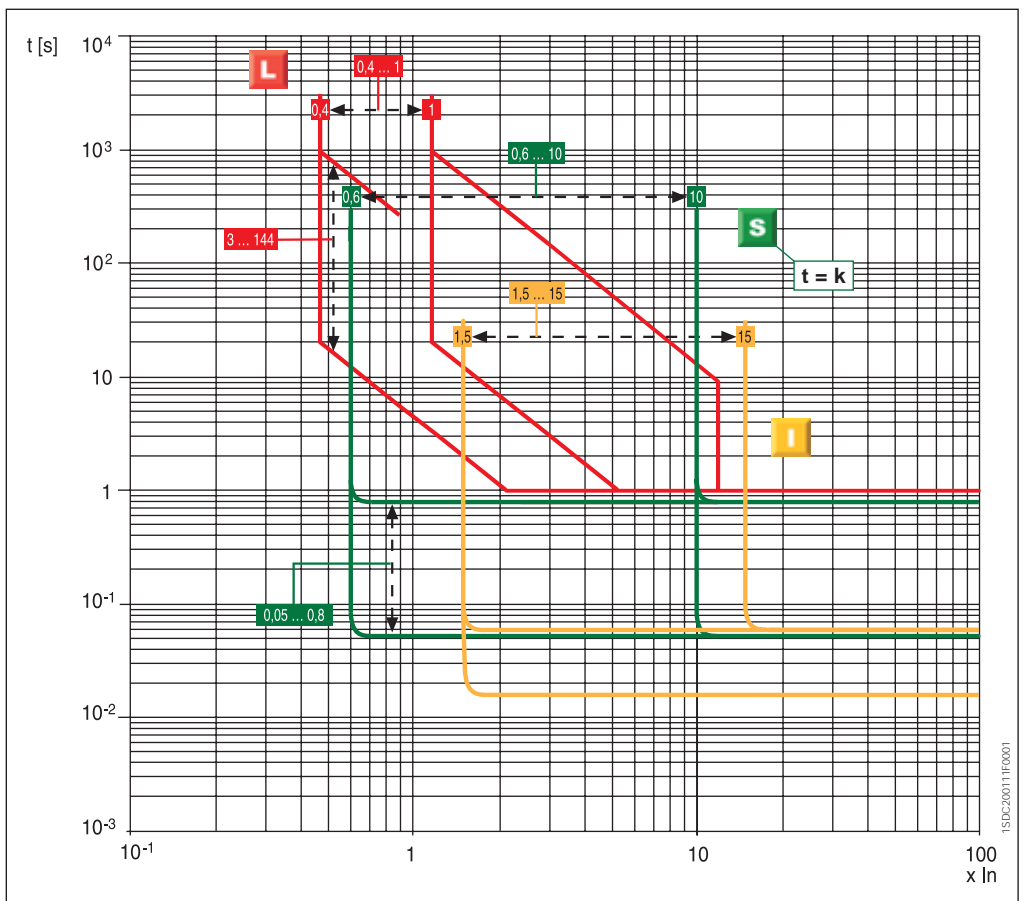 t [s]
10⁴
L
0,4 ... 1
0,4
1
10³
0,6 ... 10
0,6
10
S
3 ... 144
t = k
10²
1,5 ... 15
1,5
15
10
I
1
10⁻¹
0,05 ... 0,8
10⁻²
10⁻³
10⁻¹
1
10
100
x In
1SDC200111F0001